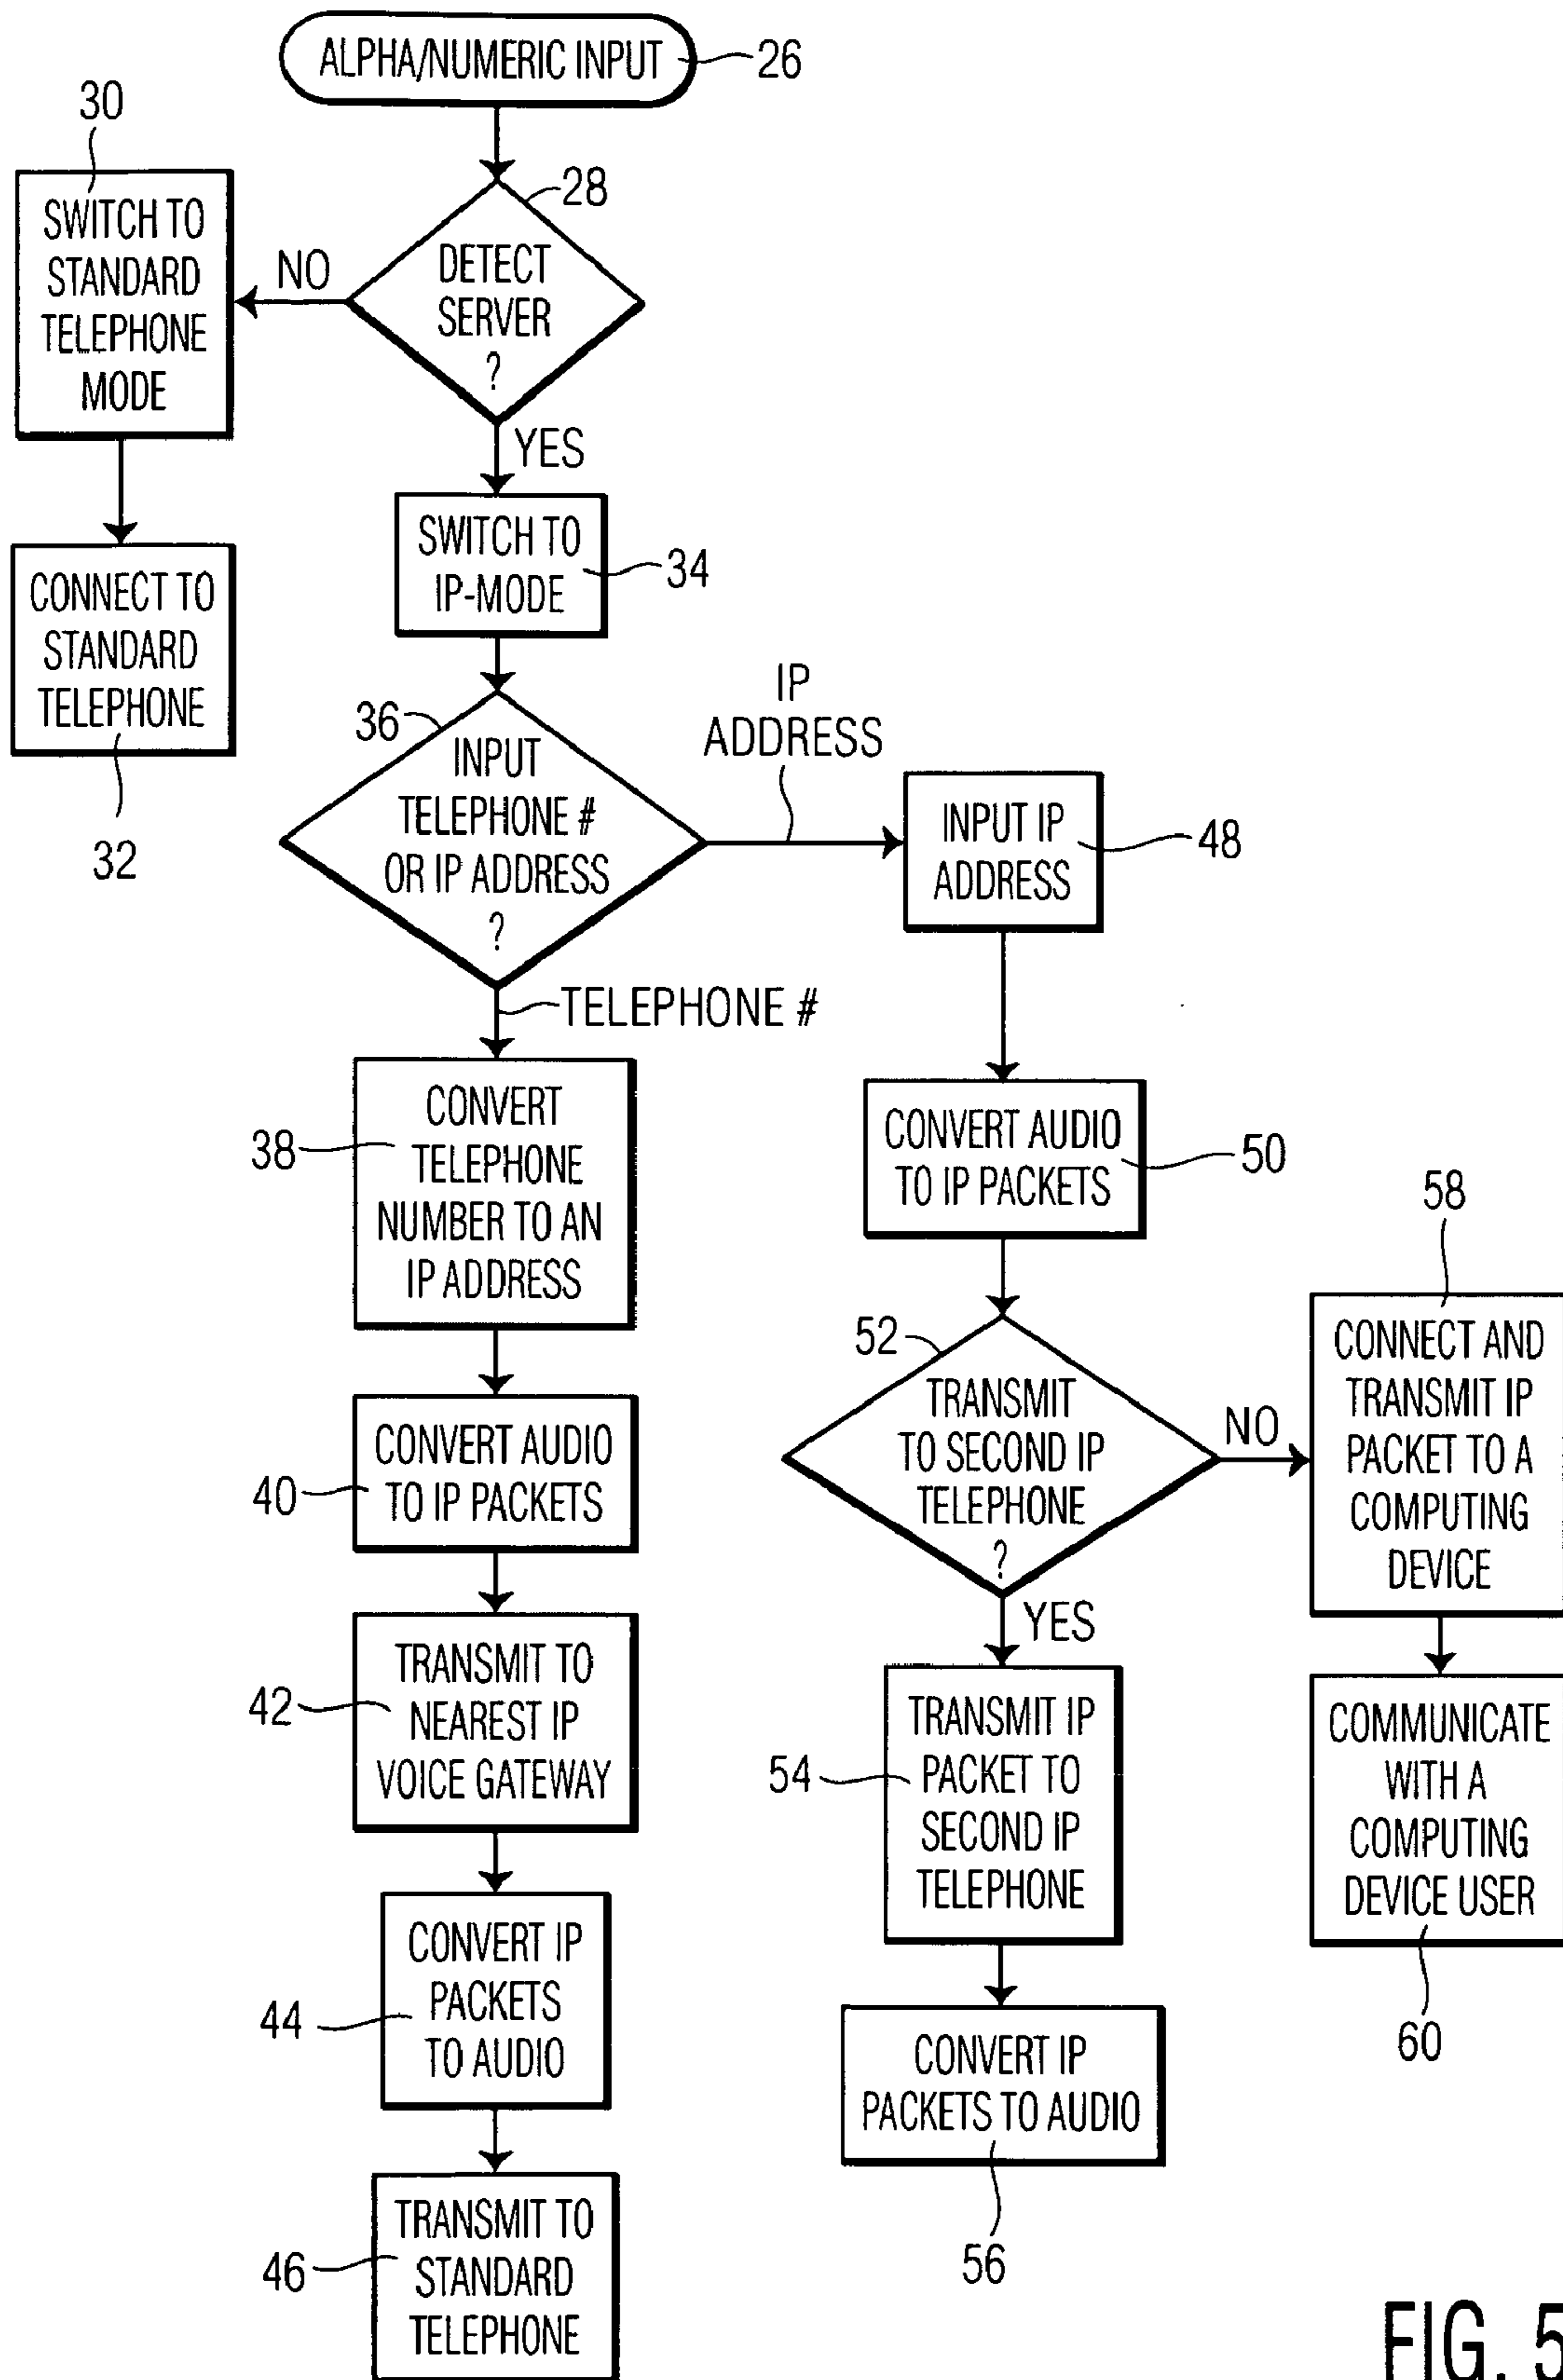 ALPHA/NUMERIC INPUT
26
28
DETECT
SERVER
?
NO
30
SWITCH TO
STANDARD
TELEPHONE
MODE
CONNECT TO
STANDARD
TELEPHONE
32
YES
SWITCH TO
IP-MODE
34
36
INPUT
TELEPHONE #
OR IP ADDRESS
?
IP
ADDRESS
INPUT IP
ADDRESS
48
TELEPHONE #
38
CONVERT
TELEPHONE
NUMBER TO AN
IP ADDRESS
40
CONVERT AUDIO
TO IP PACKETS
42
TRANSMIT TO
NEAREST IP
VOICE GATEWAY
44
CONVERT IP
PACKETS
TO AUDIO
46
TRANSMIT TO
STANDARD
TELEPHONE
CONVERT AUDIO
TO IP PACKETS
50
52
TRANSMIT
TO SECOND IP
TELEPHONE
?
NO
YES
54
TRANSMIT IP
PACKET TO
SECOND IP
TELEPHONE
CONVERT IP
PACKETS TO AUDIO
56
58
CONNECT AND
TRANSMIT IP
PACKET TO A
COMPUTING
DEVICE
COMMUNICATE
WITH A
COMPUTING
DEVICE USER
60
FIG. 5